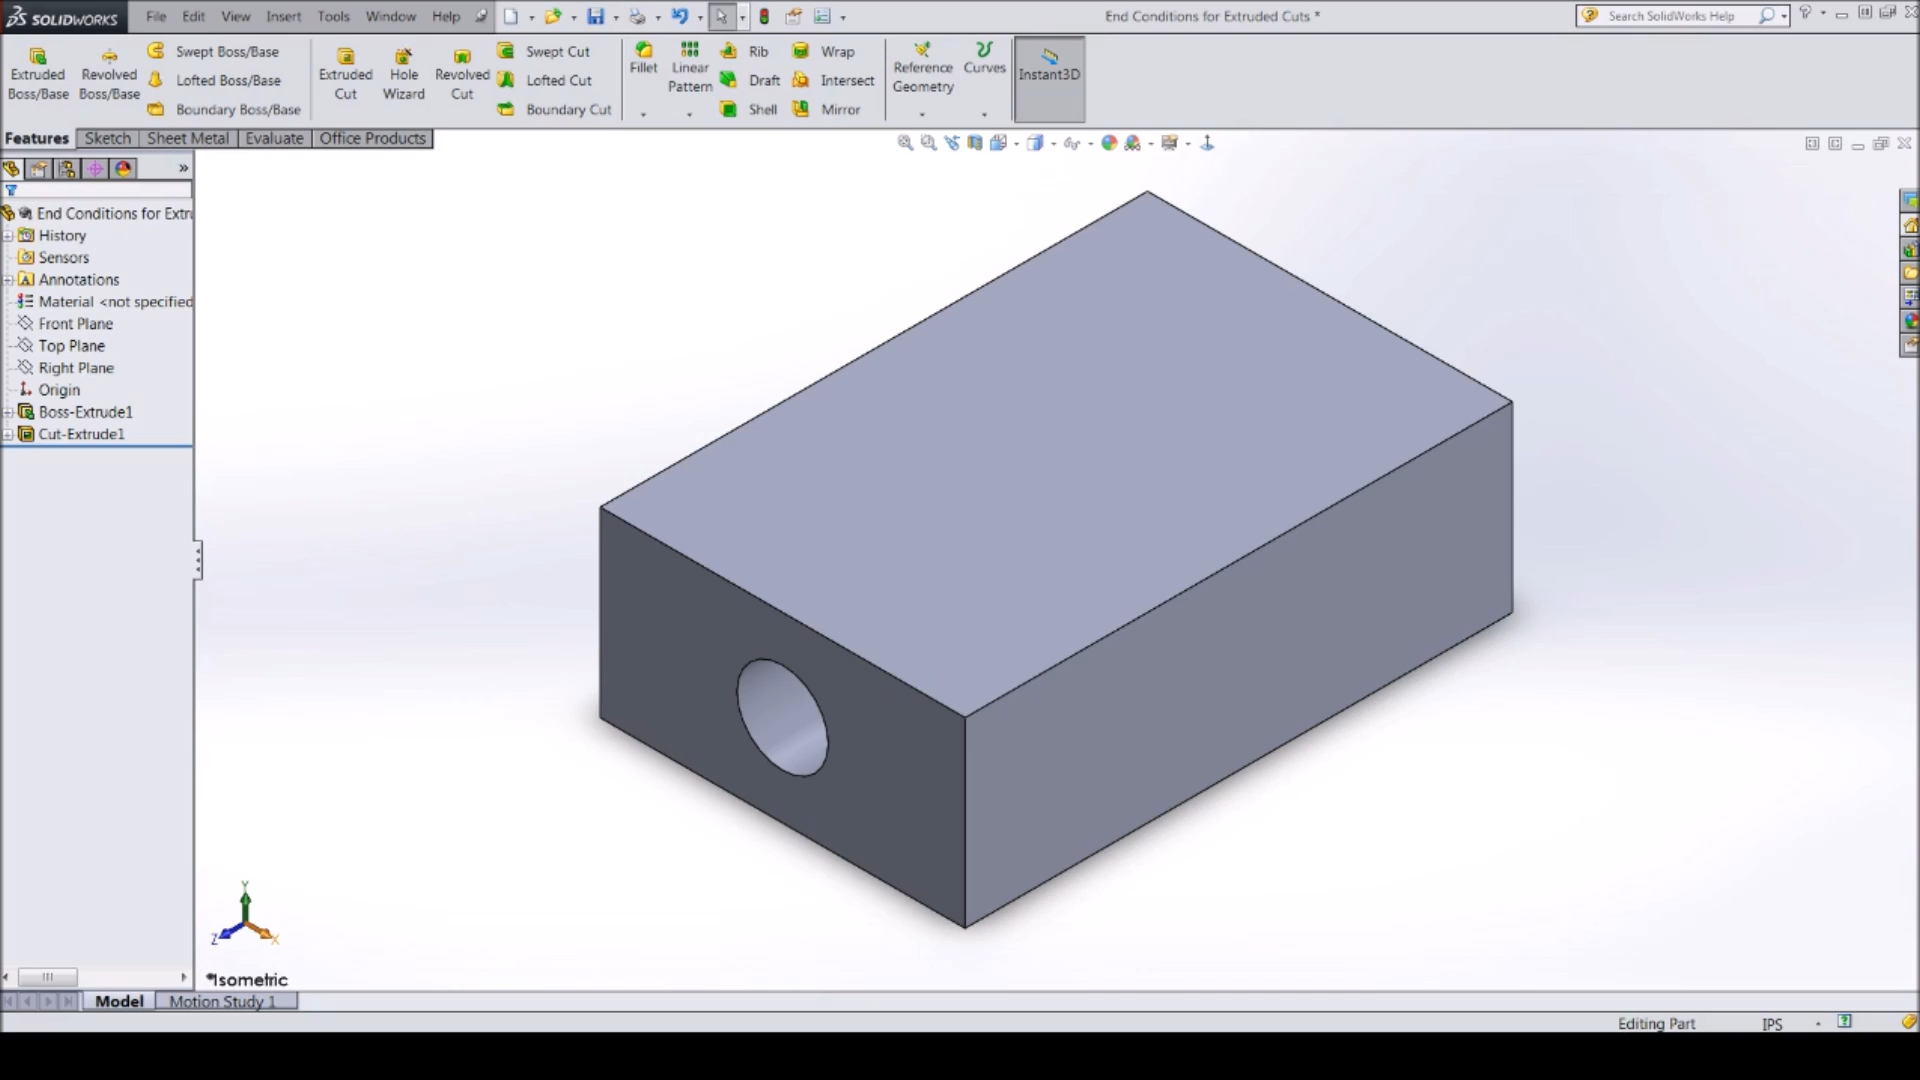 SOLIDWORKS File Edit View Insert Tools Window Help End Conditions for Extruded Cuts * Search SolidWorks Help
Extruded Boss/Base
Revolved Boss/Base
Swept Boss/Base
Lofted Boss/Base
Boundary Boss/Base
Extruded Cut
Hole Wizard
Revolved Cut
Swept Cut
Lofted Cut
Boundary Cut
Fillet
Linear Pattern
Rib
Draft
Shell
Wrap
Intersect
Mirror
Reference Geometry
Curves
Instant3D
Features Sketch Sheet Metal Evaluate Office Products
End Conditions for Extru
History
Sensors
Annotations
Material <not specified
Front Plane
Top Plane
Right Plane
Origin
Boss-Extrude1
Cut-Extrude1
Y
Z X
*Isometric
Model Motion Study 1
Editing Part IPS